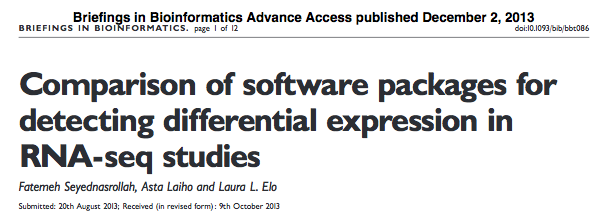 Briefings in Bioinformatics Advance Access published December 2, 2013
BRIEFINGS IN BIOINFORMATICS. page 1 of 12 doi:10.1093/bib/bbt086
Comparison of software packages for
detecting differential expression in
RNA-seq studies
Fatemeh Seyednasrollah, Asta Laiho and Laura L. Elo
Submitted: 20th August 2013; Received (in revised form): 9th October 2013